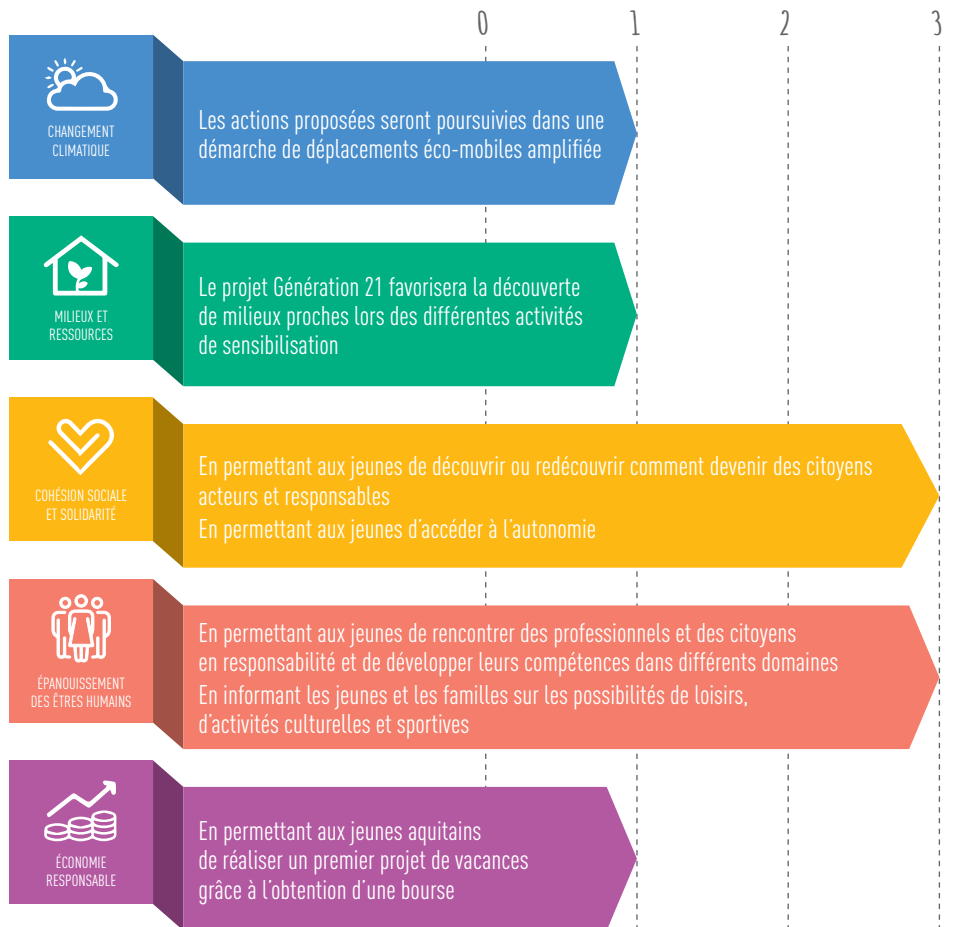 0 1 2 3
CHANGEMENT
CLIMATIQUE
Les actions proposées seront poursuivies dans une
démarche de déplacements éco-mobiles amplifiée
MILIEUX ET
RESSOURCES
Le projet Génération 21 favorisera la découverte
de milieux proches lors des différentes activités
de sensibilisation
COHÉSION SOCIALE
ET SOLIDARITÉ
En permettant aux jeunes de découvrir ou redécouvrir comment devenir des citoyens
acteurs et responsables
En permettant aux jeunes d'accéder à l'autonomie
ÉPANOUISSEMENT
DES ÊTRES HUMAINS
En permettant aux jeunes de rencontrer des professionnels et des citoyens
en responsabilité et de développer leurs compétences dans différents domaines
En informant les jeunes et les familles sur les possibilités de loisirs,
d'activités culturelles et sportives
ÉCONOMIE
RESPONSABLE
En permettant aux jeunes aquitains
de réaliser un premier projet de vacances
grâce à l'obtention d'une bourse